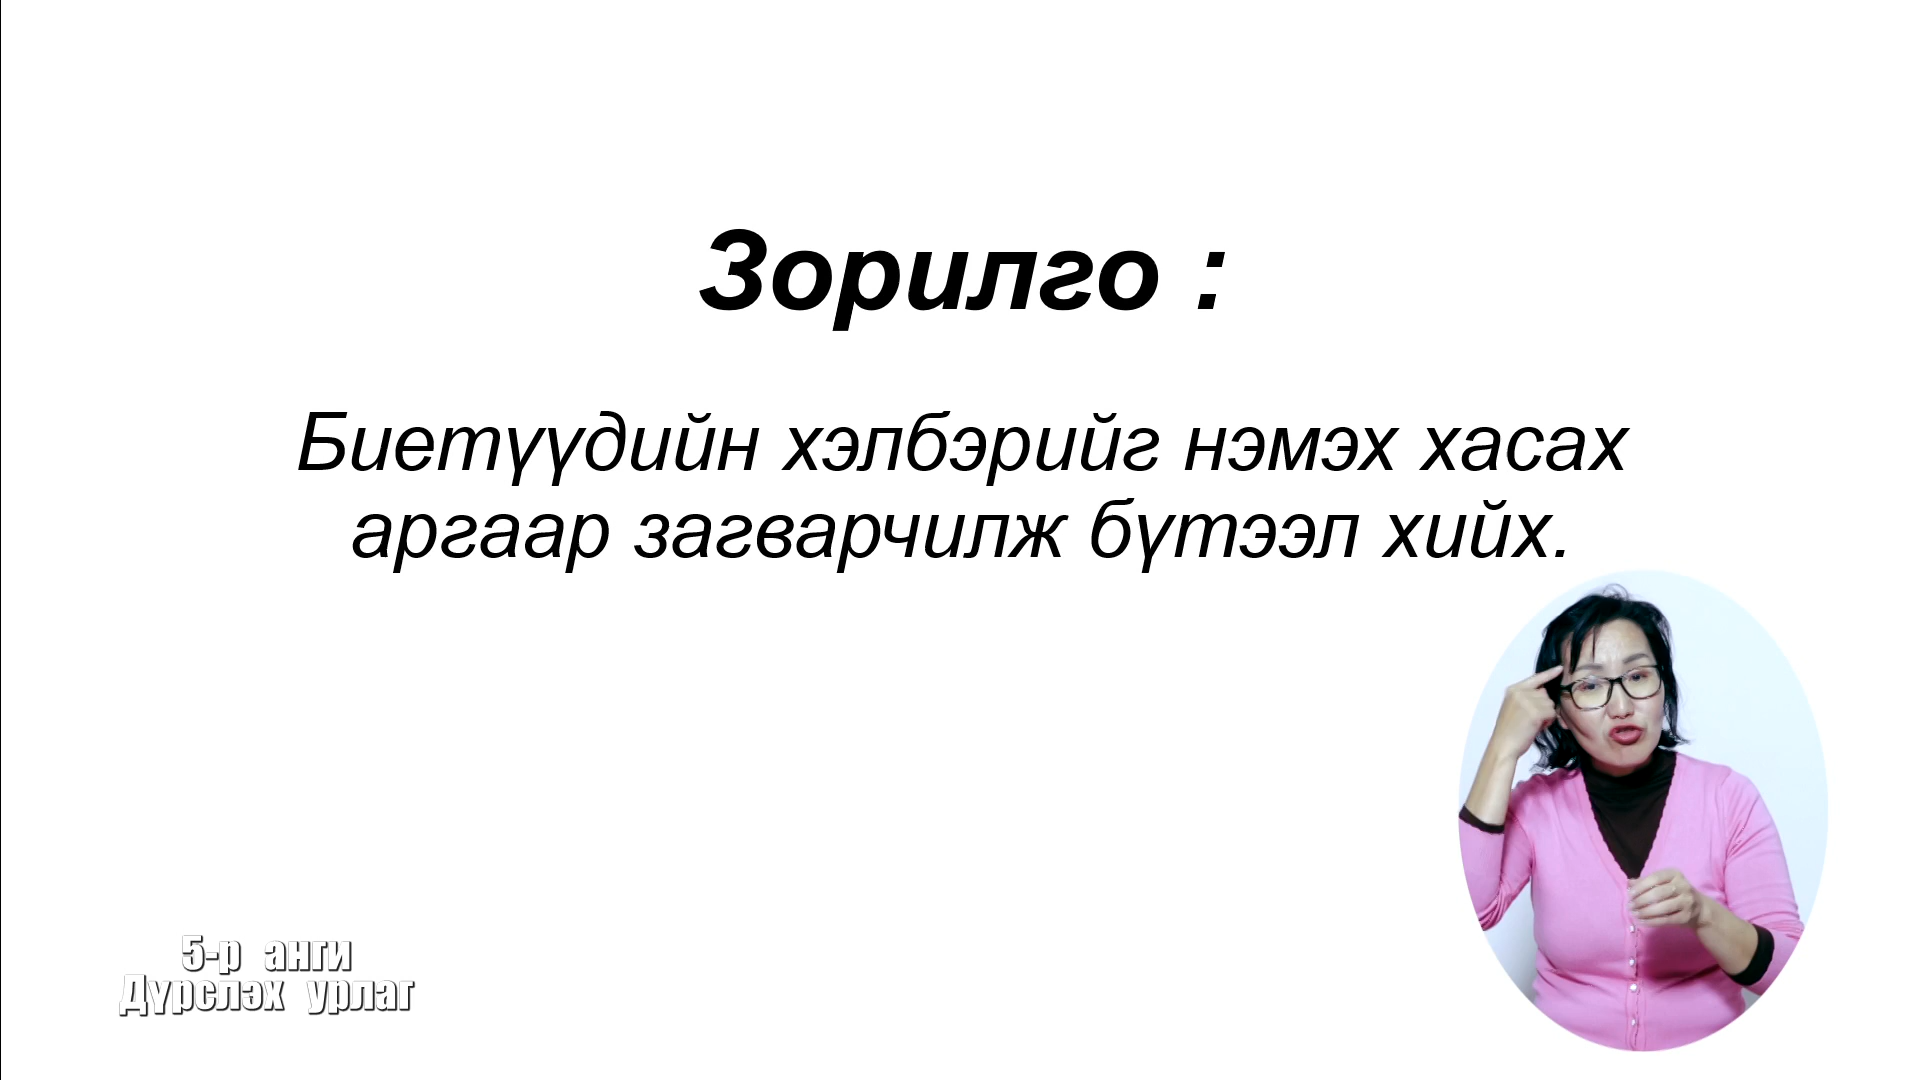 Зорилго :
Биетүүдийн хэлбэрийг нэмэх хасах
аргаар загварчилж бүтээл хийх.
5-р анги
Дүрслэх урлаг